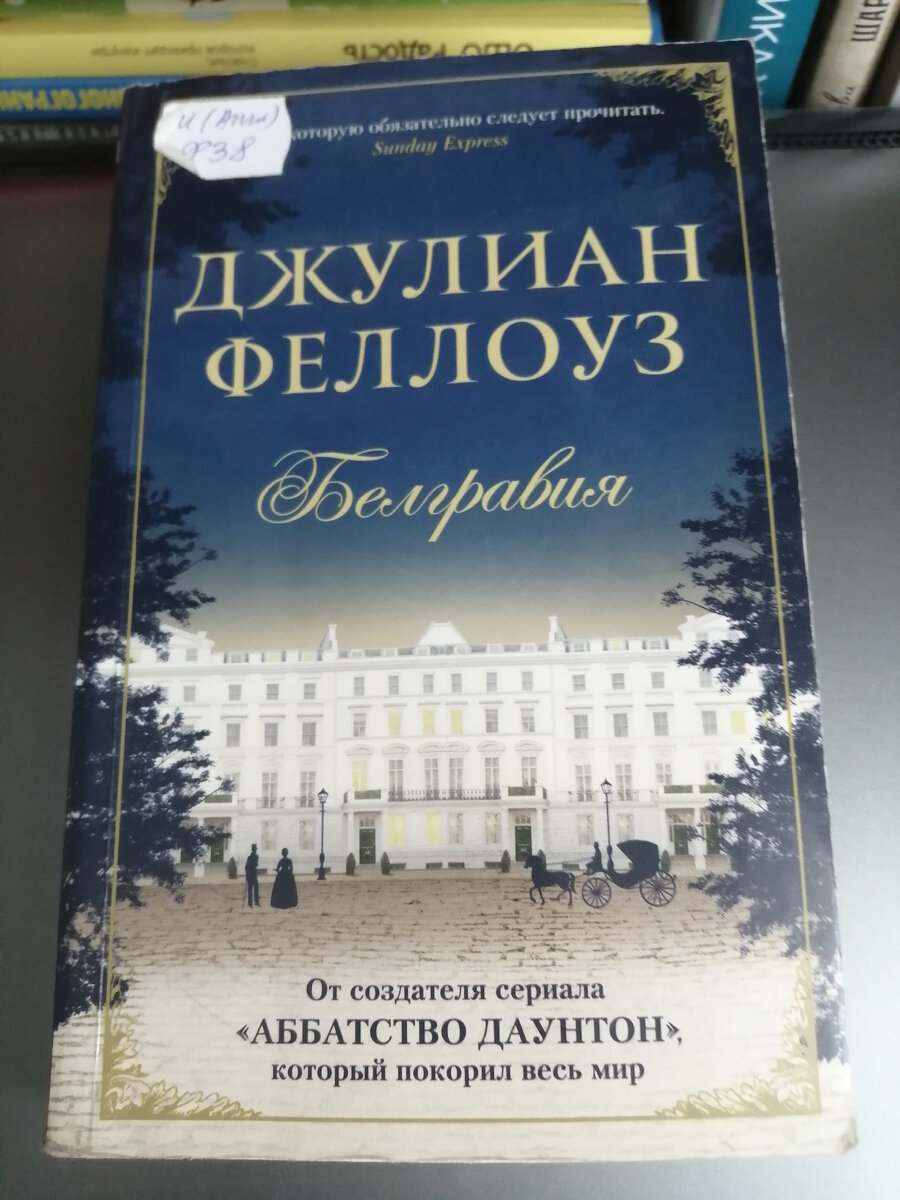 И (Англ)
Ф38
которую обязательно следует прочитать.
Sunday Express
ДЖУЛИАН
ФЕЛЛОУЗ
Белгравия
От создателя сериала
«АББАТСТВО ДАУНТОН»,
который покорил весь мир